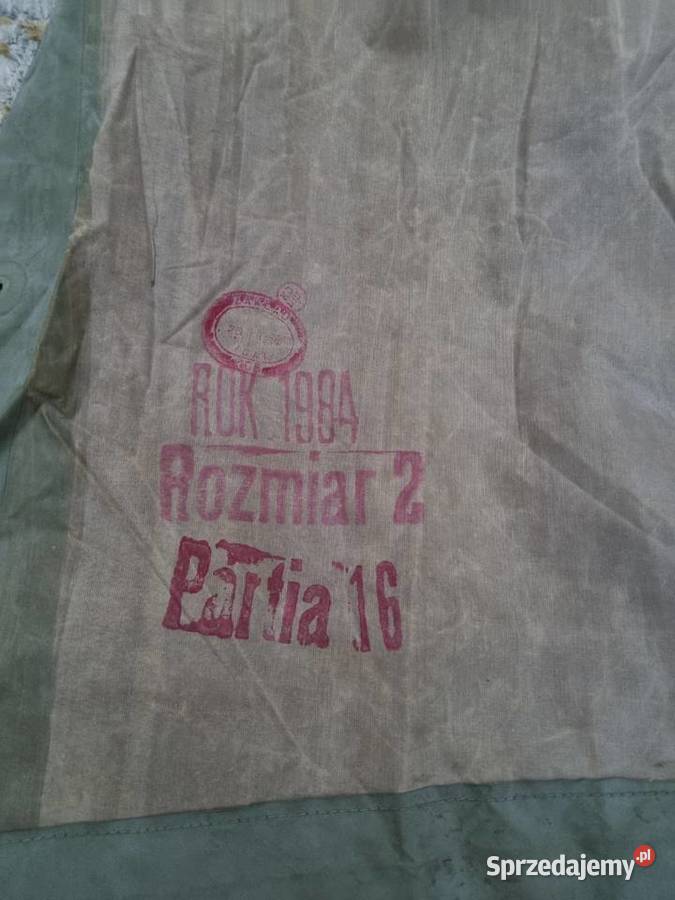 ROK 1984
Rozmiar 2
Partia 16
Sprzedajemy.pl